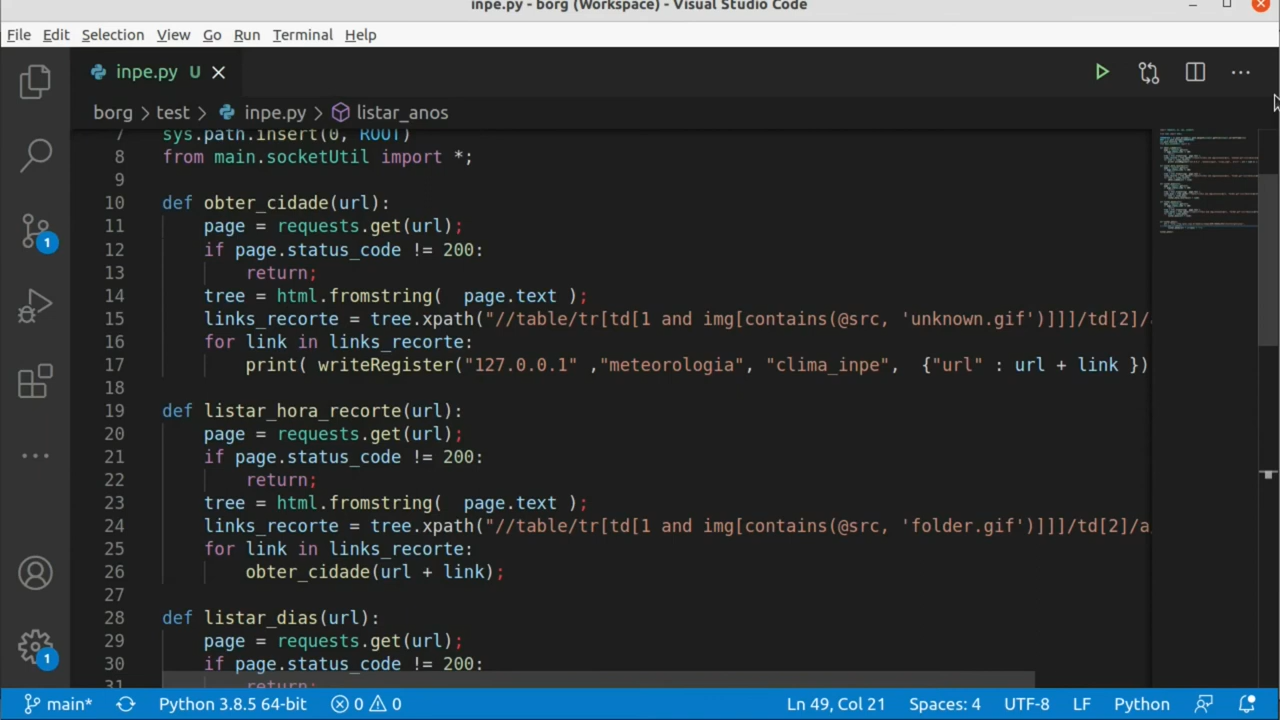 inpe.py - borg (Workspace) - Visual Studio Code
File Edit Selection View Go Run Terminal Help
inpe.py U
borg > test > inpe.py > listar_anos
7 sys.path.insert(0, ROOT)
8 from main.socketUtil import *;
9
10 def obter_cidade(url):
11 page = requests.get(url);
12 if page.status_code != 200:
13 return;
14 tree = html.fromstring(  page.text );
15 links_recorte = tree.xpath("//table/tr[td[1 and img[contains(@src, 'unknown.gif')]]]/td[2]/
16 for link in links_recorte:
17 print( writeRegister("127.0.0.1" ,"meteorologia", "clima_inpe",  {"url" : url + link })
18
19 def listar_hora_recorte(url):
20 page = requests.get(url);
21 if page.status_code != 200:
22 return;
23 tree = html.fromstring(  page.text );
24 links_recorte = tree.xpath("//table/tr[td[1 and img[contains(@src, 'folder.gif')]]]/td[2]/a
25 for link in links_recorte:
26 obter_cidade(url + link);
27
28 def listar_dias(url):
29 page = requests.get(url);
30 if page.status_code != 200:
31 return;
1
1
main* Python 3.8.5 64-bit 0 0 Ln 49, Col 21 Spaces: 4 UTF-8 LF Python